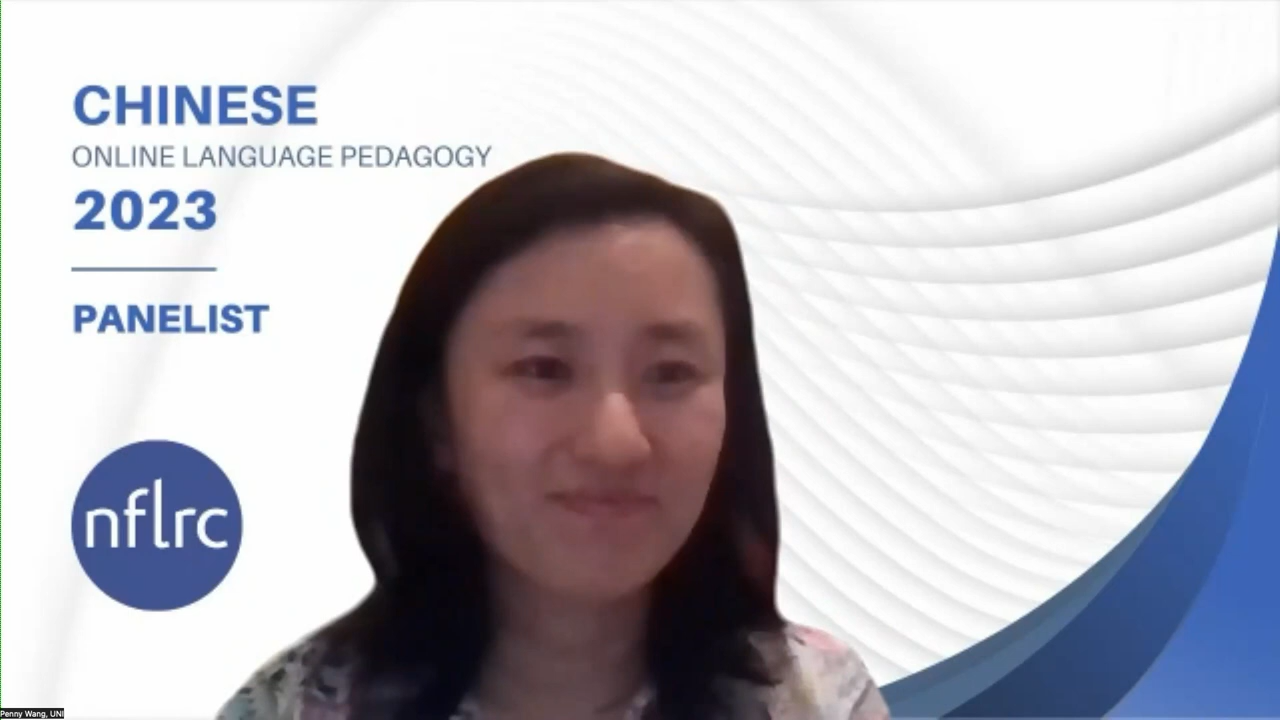 CHINESE
ONLINE LANGUAGE PEDAGOGY
2023
PANELIST
nflrc
Penny Wang, UNI